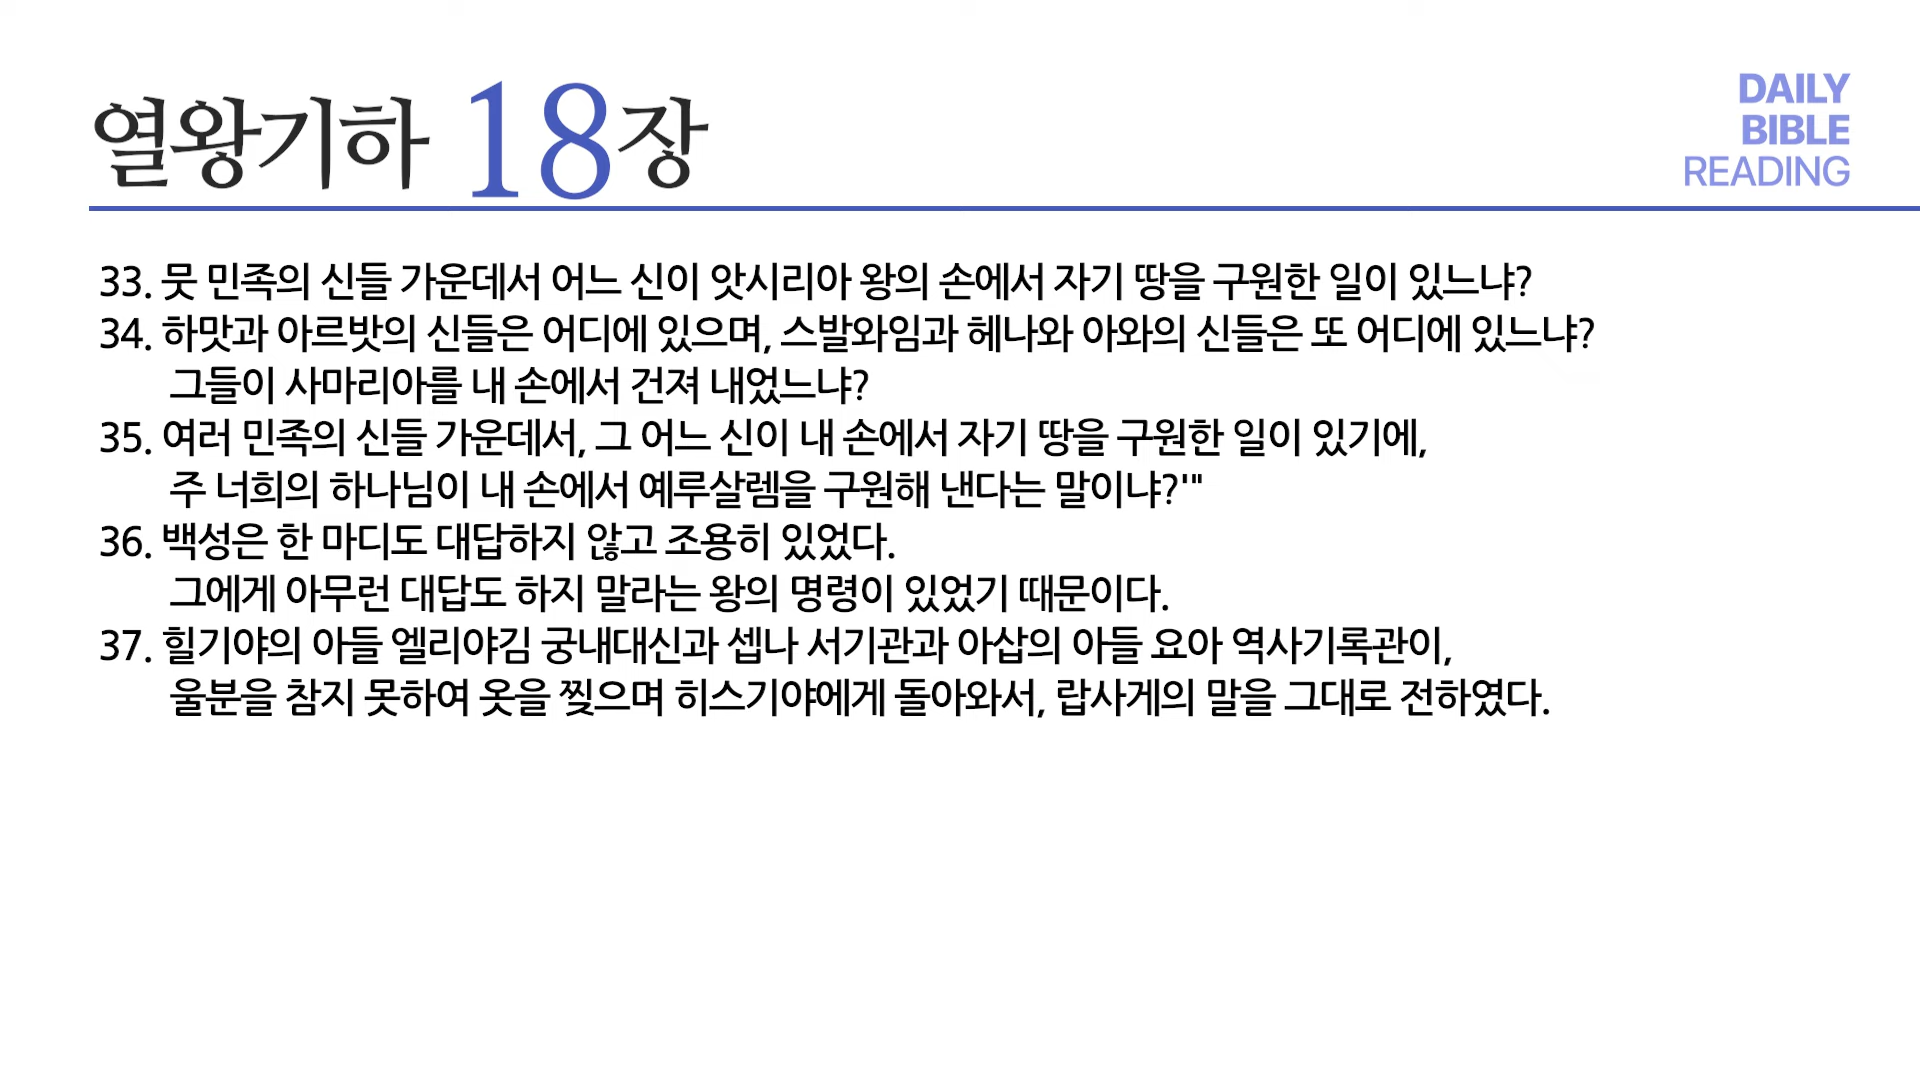 열왕기하 18장
DAILY
BIBLE
READING
33. 뭇 민족의 신들 가운데서 어느 신이 앗시리아 왕의 손에서 자기 땅을 구원한 일이 있느냐?
34. 하맛과 아르밧의 신들은 어디에 있으며, 스발와임과 헤나와 아와의 신들은 또 어디에 있느냐?
그들이 사마리아를 내 손에서 건져 내었느냐?
35. 여러 민족의 신들 가운데서, 그 어느 신이 내 손에서 자기 땅을 구원한 일이 있기에,
주 너희의 하나님이 내 손에서 예루살렘을 구원해 낸다는 말이냐?'"
36. 백성은 한 마디도 대답하지 않고 조용히 있었다.
그에게 아무런 대답도 하지 말라는 왕의 명령이 있었기 때문이다.
37. 힐기야의 아들 엘리야김 궁내대신과 셉나 서기관과 아삽의 아들 요아 역사기록관이,
울분을 참지 못하여 옷을 찢으며 히스기야에게 돌아와서, 랍사게의 말을 그대로 전하였다.